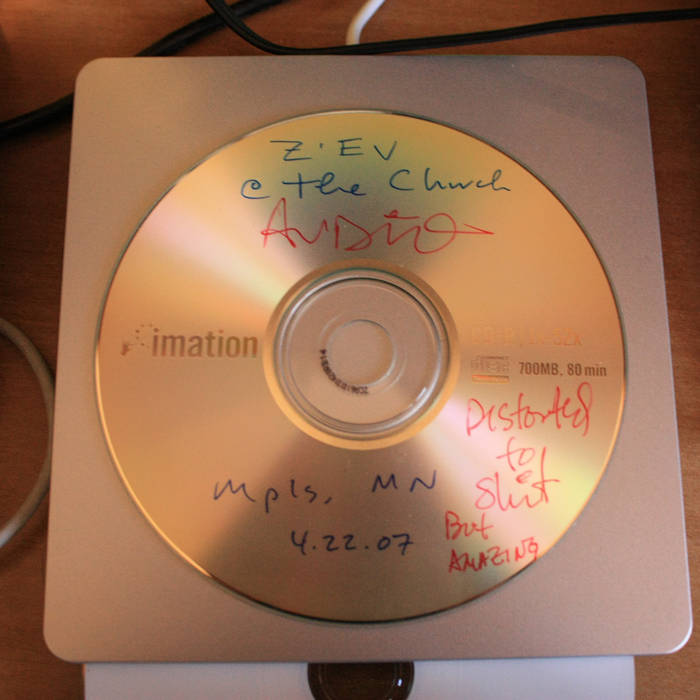 Z'EV
@ the Church
AUDIO
imation
700MB, 80 min
Distorted
to
Shit
But
AMAZING
Mpls, MN
4.22.07